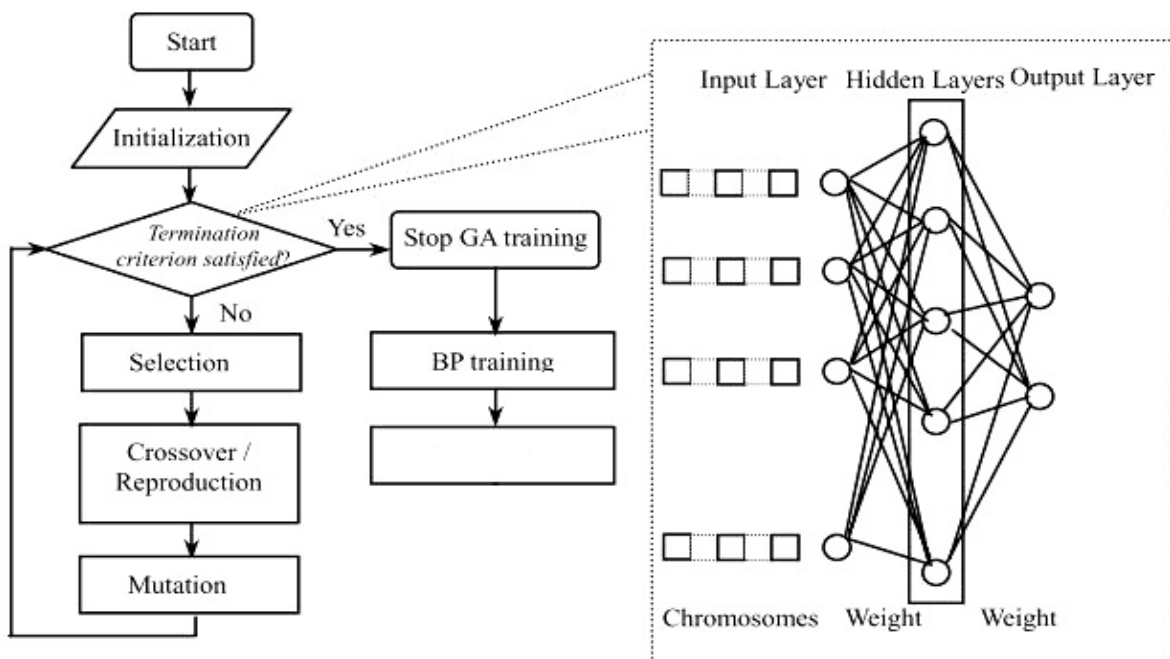 Start
Initialization
Termination
criterion satisfied?
Yes
No
Stop GA training
Selection
BP training
Crossover /
Reproduction
Mutation
Input Layer Hidden Layers Output Layer
Chromosomes Weight Weight